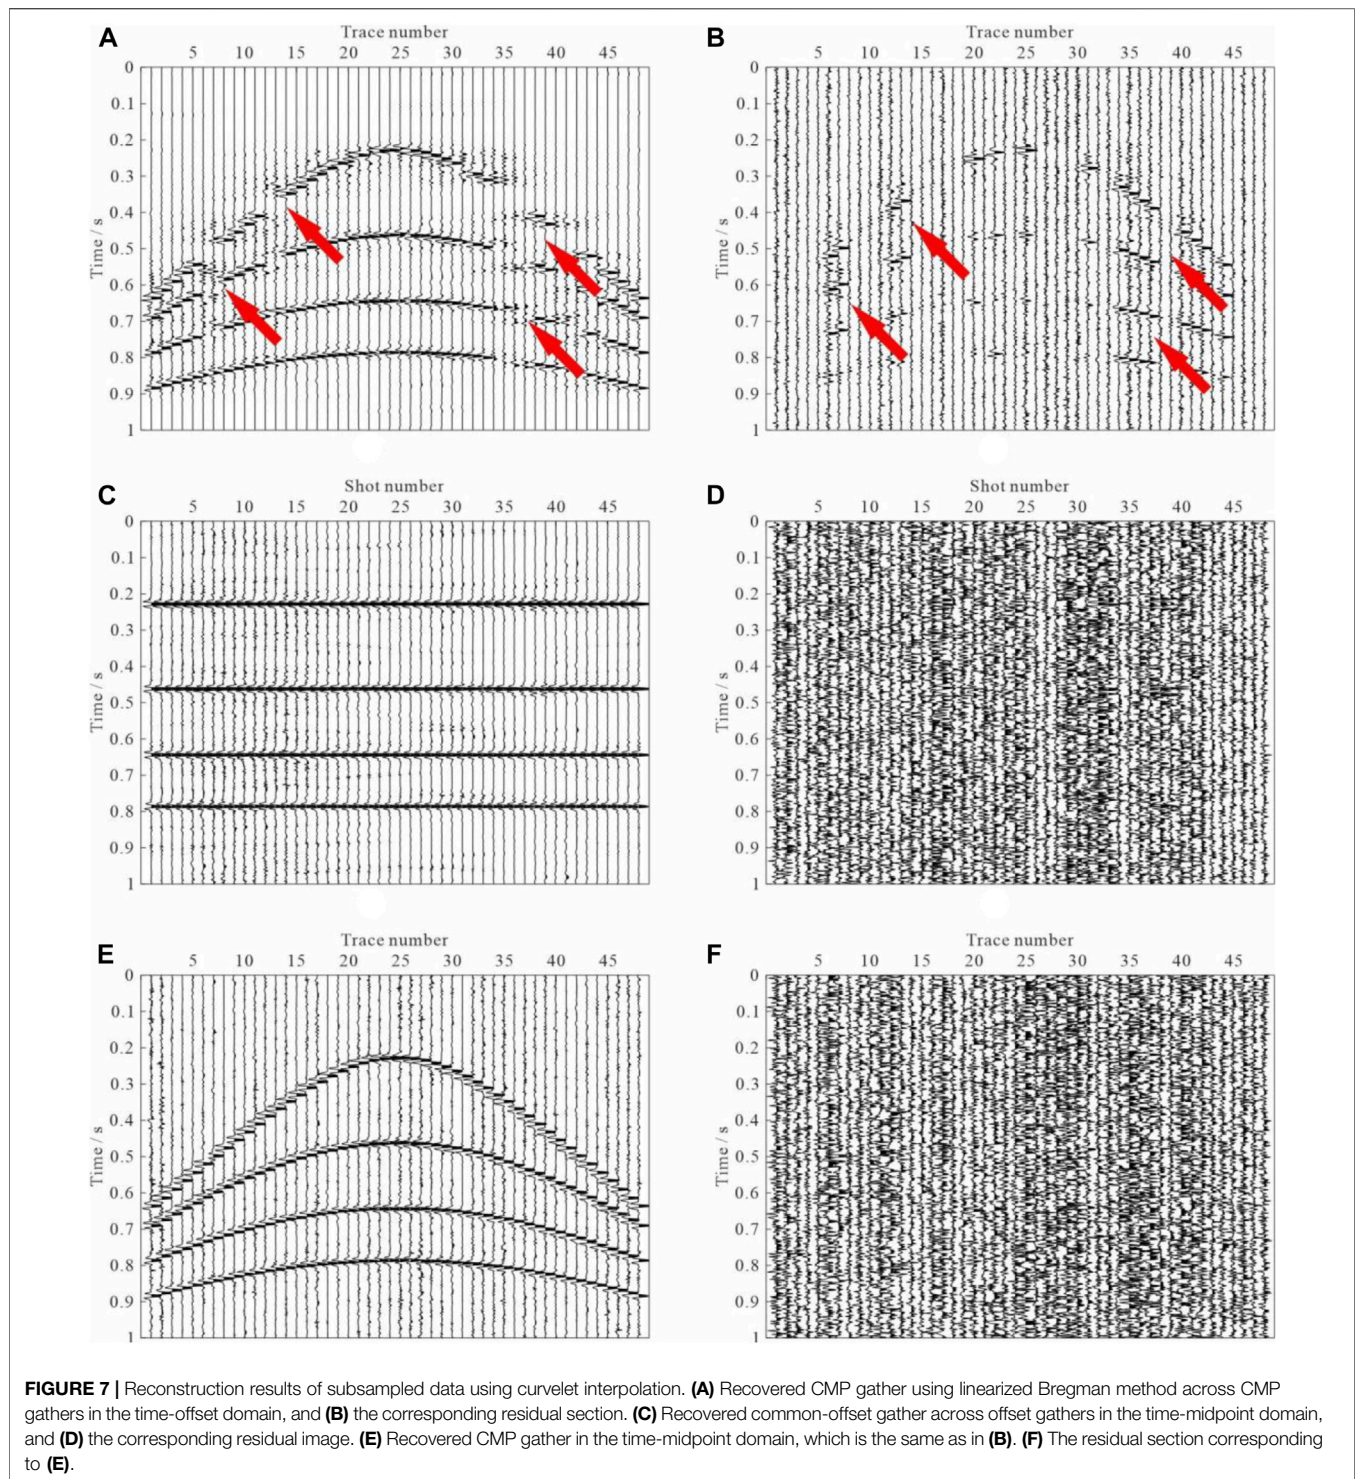 A
Trace number
5 10 15 20 25 30 35 40 45
0
0.1
0.2
0.3
0.4
0.5
0.6
0.7
0.8
0.9
1
Time / s
B
Trace number
5 10 15 20 25 30 35 40 45
0
0.1
0.2
0.3
0.4
0.5
0.6
0.7
0.8
0.9
1
Time / s
C
Shot number
5 10 15 20 25 30 35 40 45
0
0.1
0.2
0.3
0.4
0.5
0.6
0.7
0.8
0.9
1
Time / s
D
Shot number
5 10 15 20 25 30 35 40 45
0
0.1
0.2
0.3
0.4
0.5
0.6
0.7
0.8
0.9
1
Time / s
E
Trace number
5 10 15 20 25 30 35 40 45
0
0.1
0.2
0.3
0.4
0.5
0.6
0.7
0.8
0.9
1
Time / s
F
Trace number
5 10 15 20 25 30 35 40 45
0
0.1
0.2
0.3
0.4
0.5
0.6
0.7
0.8
0.9
1
Time / s
FIGURE 7 | Reconstruction results of subsampled data using curvelet interpolation. (A) Recovered CMP gather using linearized Bregman method across CMP
gathers in the time-offset domain, and (B) the corresponding residual section. (C) Recovered common-offset gather across offset gathers in the time-midpoint domain,
and (D) the corresponding residual image. (E) Recovered CMP gather in the time-midpoint domain, which is the same as in (B). (F) The residual section corresponding
to (E).